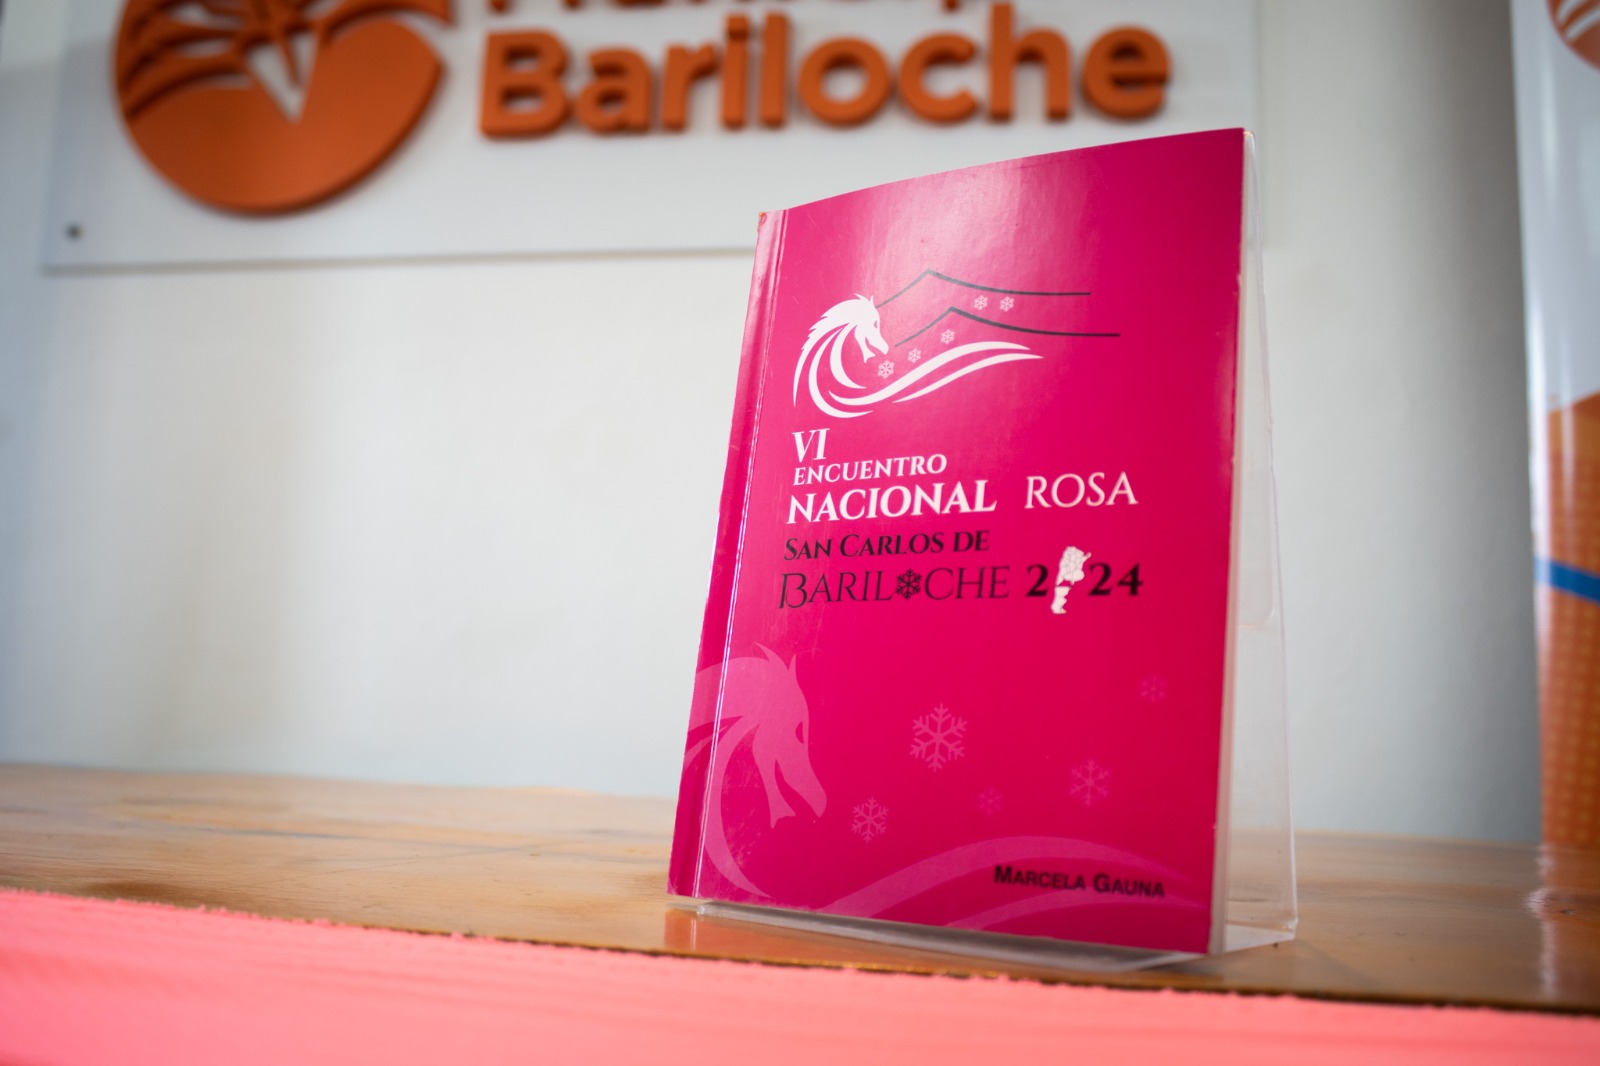 Bariloche
VI
ENCUENTRO
NACIONAL ROSA
SAN CARLOS DE
BARILOCHE 2024
MARCELA GAUNA